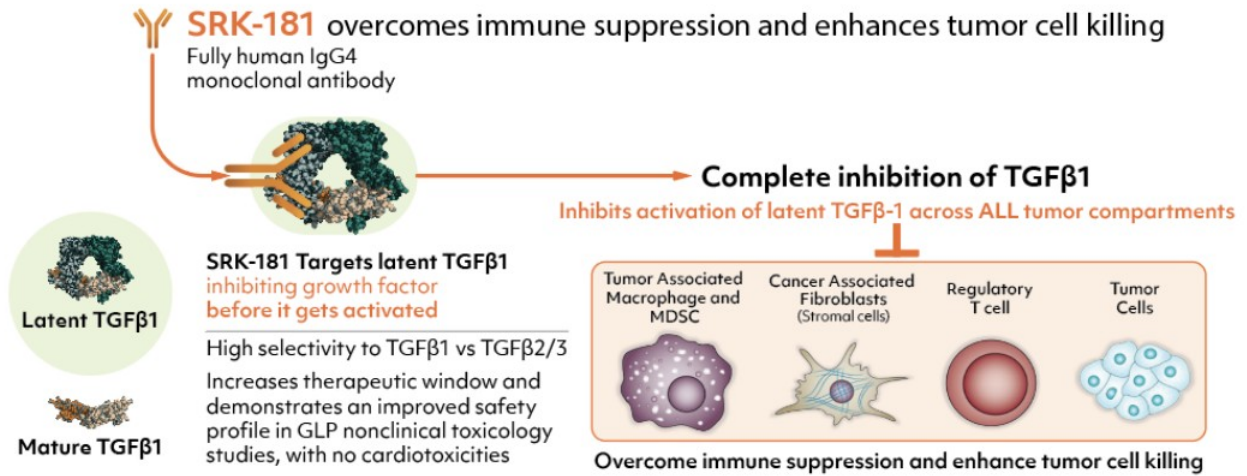 SRK-181 overcomes immune suppression and enhances tumor cell killing
Fully human IgG4
monoclonal antibody
Complete inhibition of TGFβ1
Inhibits activation of latent TGFβ-1 across ALL tumor compartments
Latent TGFβ1
Mature TGFβ1
SRK-181 Targets latent TGFβ1
inhibiting growth factor
before it gets activated
High selectivity to TGFβ1 vs TGFβ2/3
Increases therapeutic window and
demonstrates an improved safety
profile in GLP nonclinical toxicology
studies, with no cardiotoxicities
Tumor Associated
Macrophage and
MDSC
Cancer Associated
Fibroblasts
(Stromal cells)
Regulatory
T cell
Tumor
Cells
Overcome immune suppression and enhance tumor cell killing